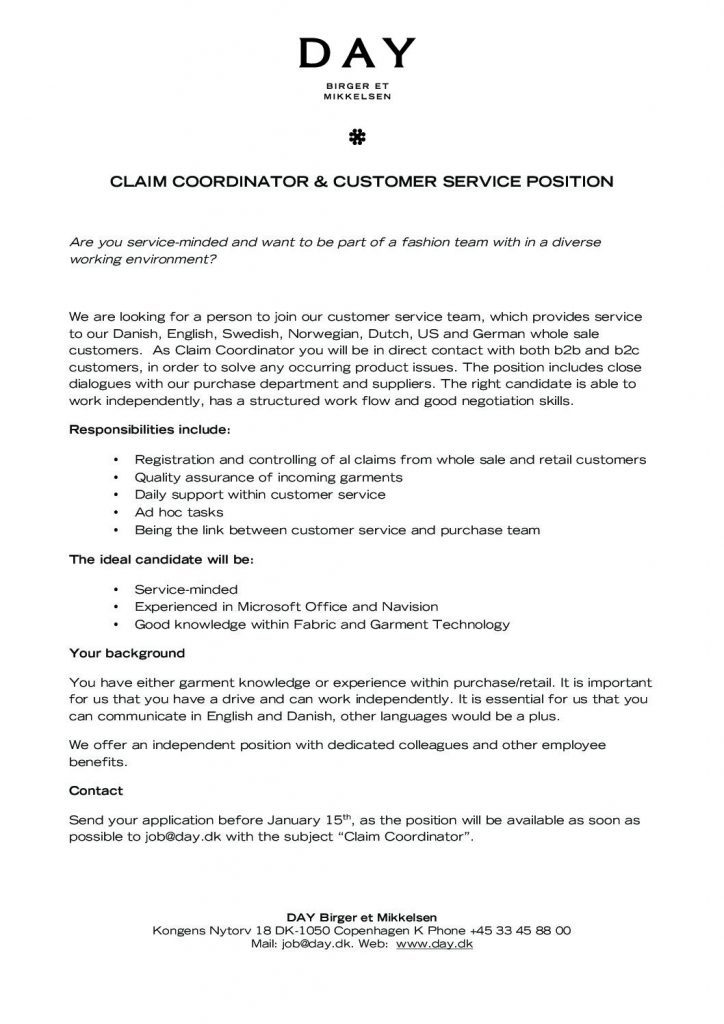 DAY
BIRGER ET
MIKKELSEN
CLAIM COORDINATOR & CUSTOMER SERVICE POSITION
Are you service-minded and want to be part of a fashion team with in a diverse
working environment?
We are looking for a person to join our customer service team, which provides service
to our Danish, English, Swedish, Norwegian, Dutch, US and German whole sale
customers.  As Claim Coordinator you will be in direct contact with both b2b and b2c
customers, in order to solve any occurring product issues. The position includes close
dialogues with our purchase department and suppliers. The right candidate is able to
work independently, has a structured work flow and good negotiation skills.
Responsibilities include:
• Registration and controlling of al claims from whole sale and retail customers
• Quality assurance of incoming garments
• Daily support within customer service
• Ad hoc tasks
• Being the link between customer service and purchase team
The ideal candidate will be:
• Service-minded
• Experienced in Microsoft Office and Navision
• Good knowledge within Fabric and Garment Technology
Your background
You have either garment knowledge or experience within purchase/retail. It is important
for us that you have a drive and can work independently. It is essential for us that you
can communicate in English and Danish, other languages would be a plus.
We offer an independent position with dedicated colleagues and other employee
benefits.
Contact
Send your application before January 15th, as the position will be available as soon as
possible to job@day.dk with the subject “Claim Coordinator”.
DAY Birger et Mikkelsen
Kongens Nytorv 18 DK-1050 Copenhagen K Phone +45 33 45 88 00
Mail: job@day.dk. Web:  www.day.dk